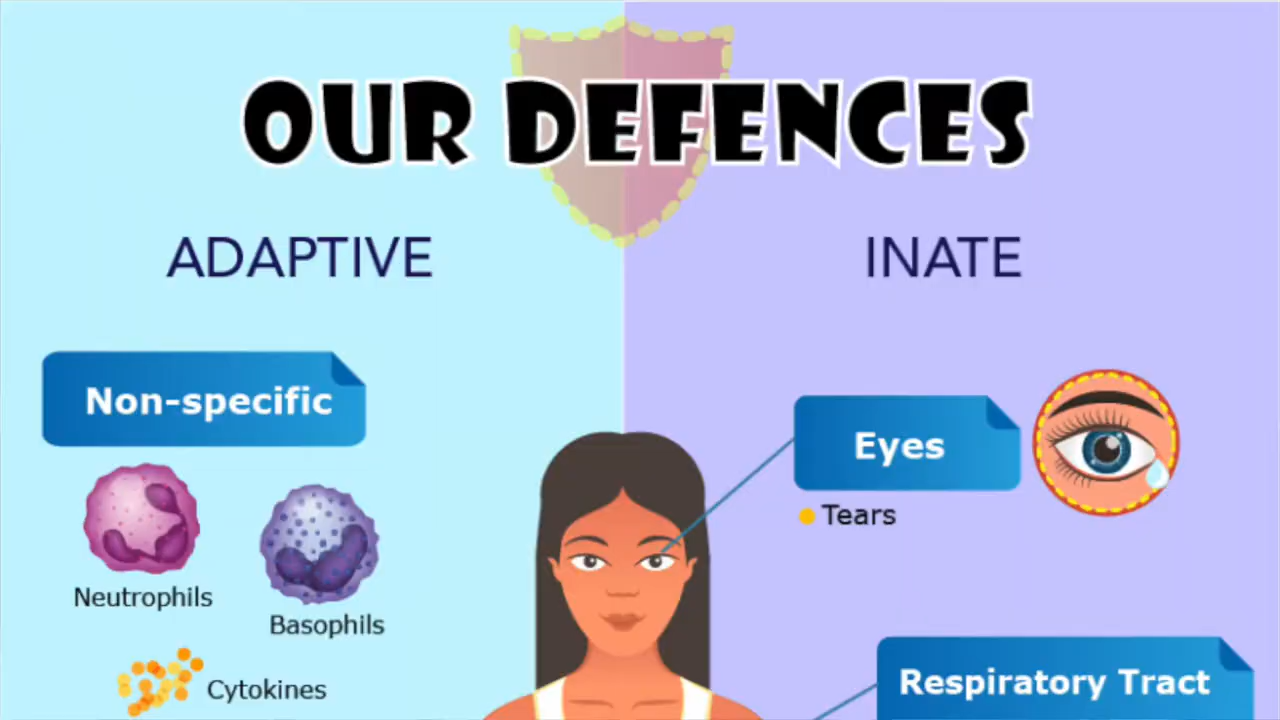 OUR DEFENCES
ADAPTIVE
INATE
Non-specific
Neutrophils
Basophils
Cytokines
Eyes
Tears
Respiratory Tract